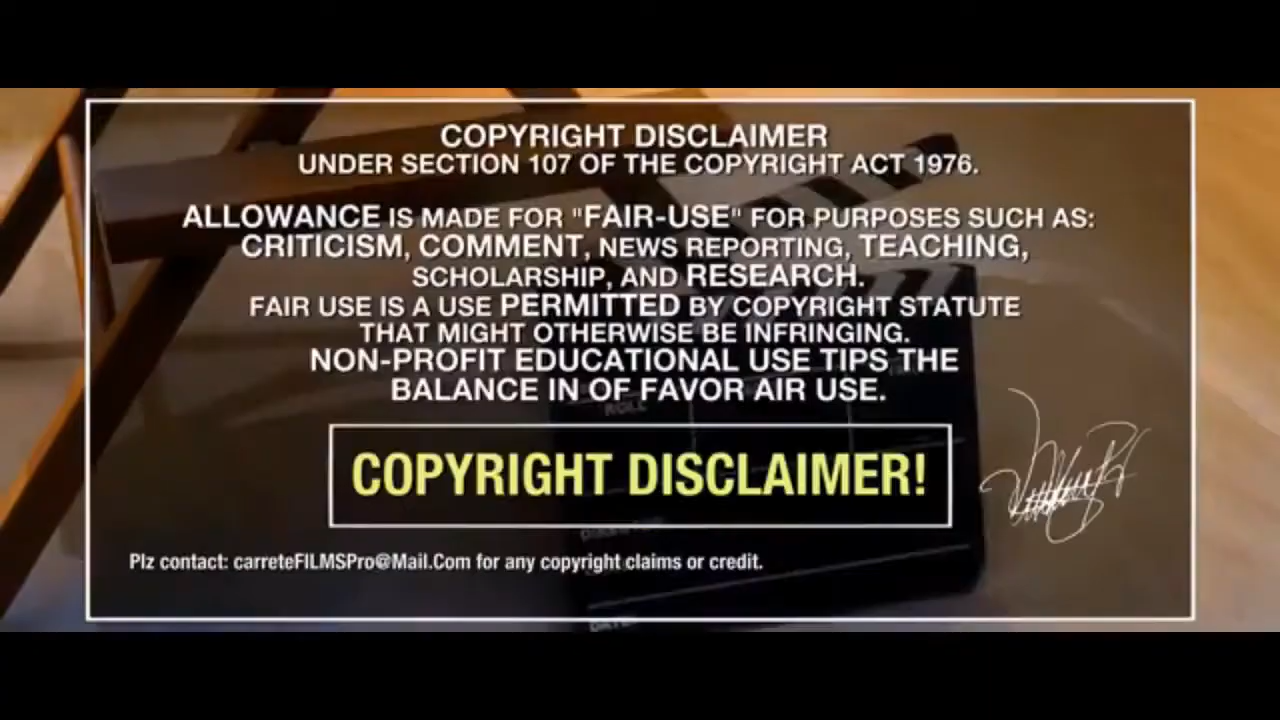 COPYRIGHT DISCLAIMER
UNDER SECTION 107 OF THE COPYRIGHT ACT 1976.
ALLOWANCE IS MADE FOR "FAIR-USE" FOR PURPOSES SUCH AS:
CRITICISM, COMMENT, NEWS REPORTING, TEACHING,
SCHOLARSHIP, AND RESEARCH.
FAIR USE IS A USE PERMITTED BY COPYRIGHT STATUTE
THAT MIGHT OTHERWISE BE INFRINGING.
NON-PROFIT EDUCATIONAL USE TIPS THE
BALANCE IN OF FAVOR AIR USE.
ROLL
COPYRIGHT DISCLAIMER!
Plz contact: carreteFILMSPro@Mail.Com for any copyright claims or credit.